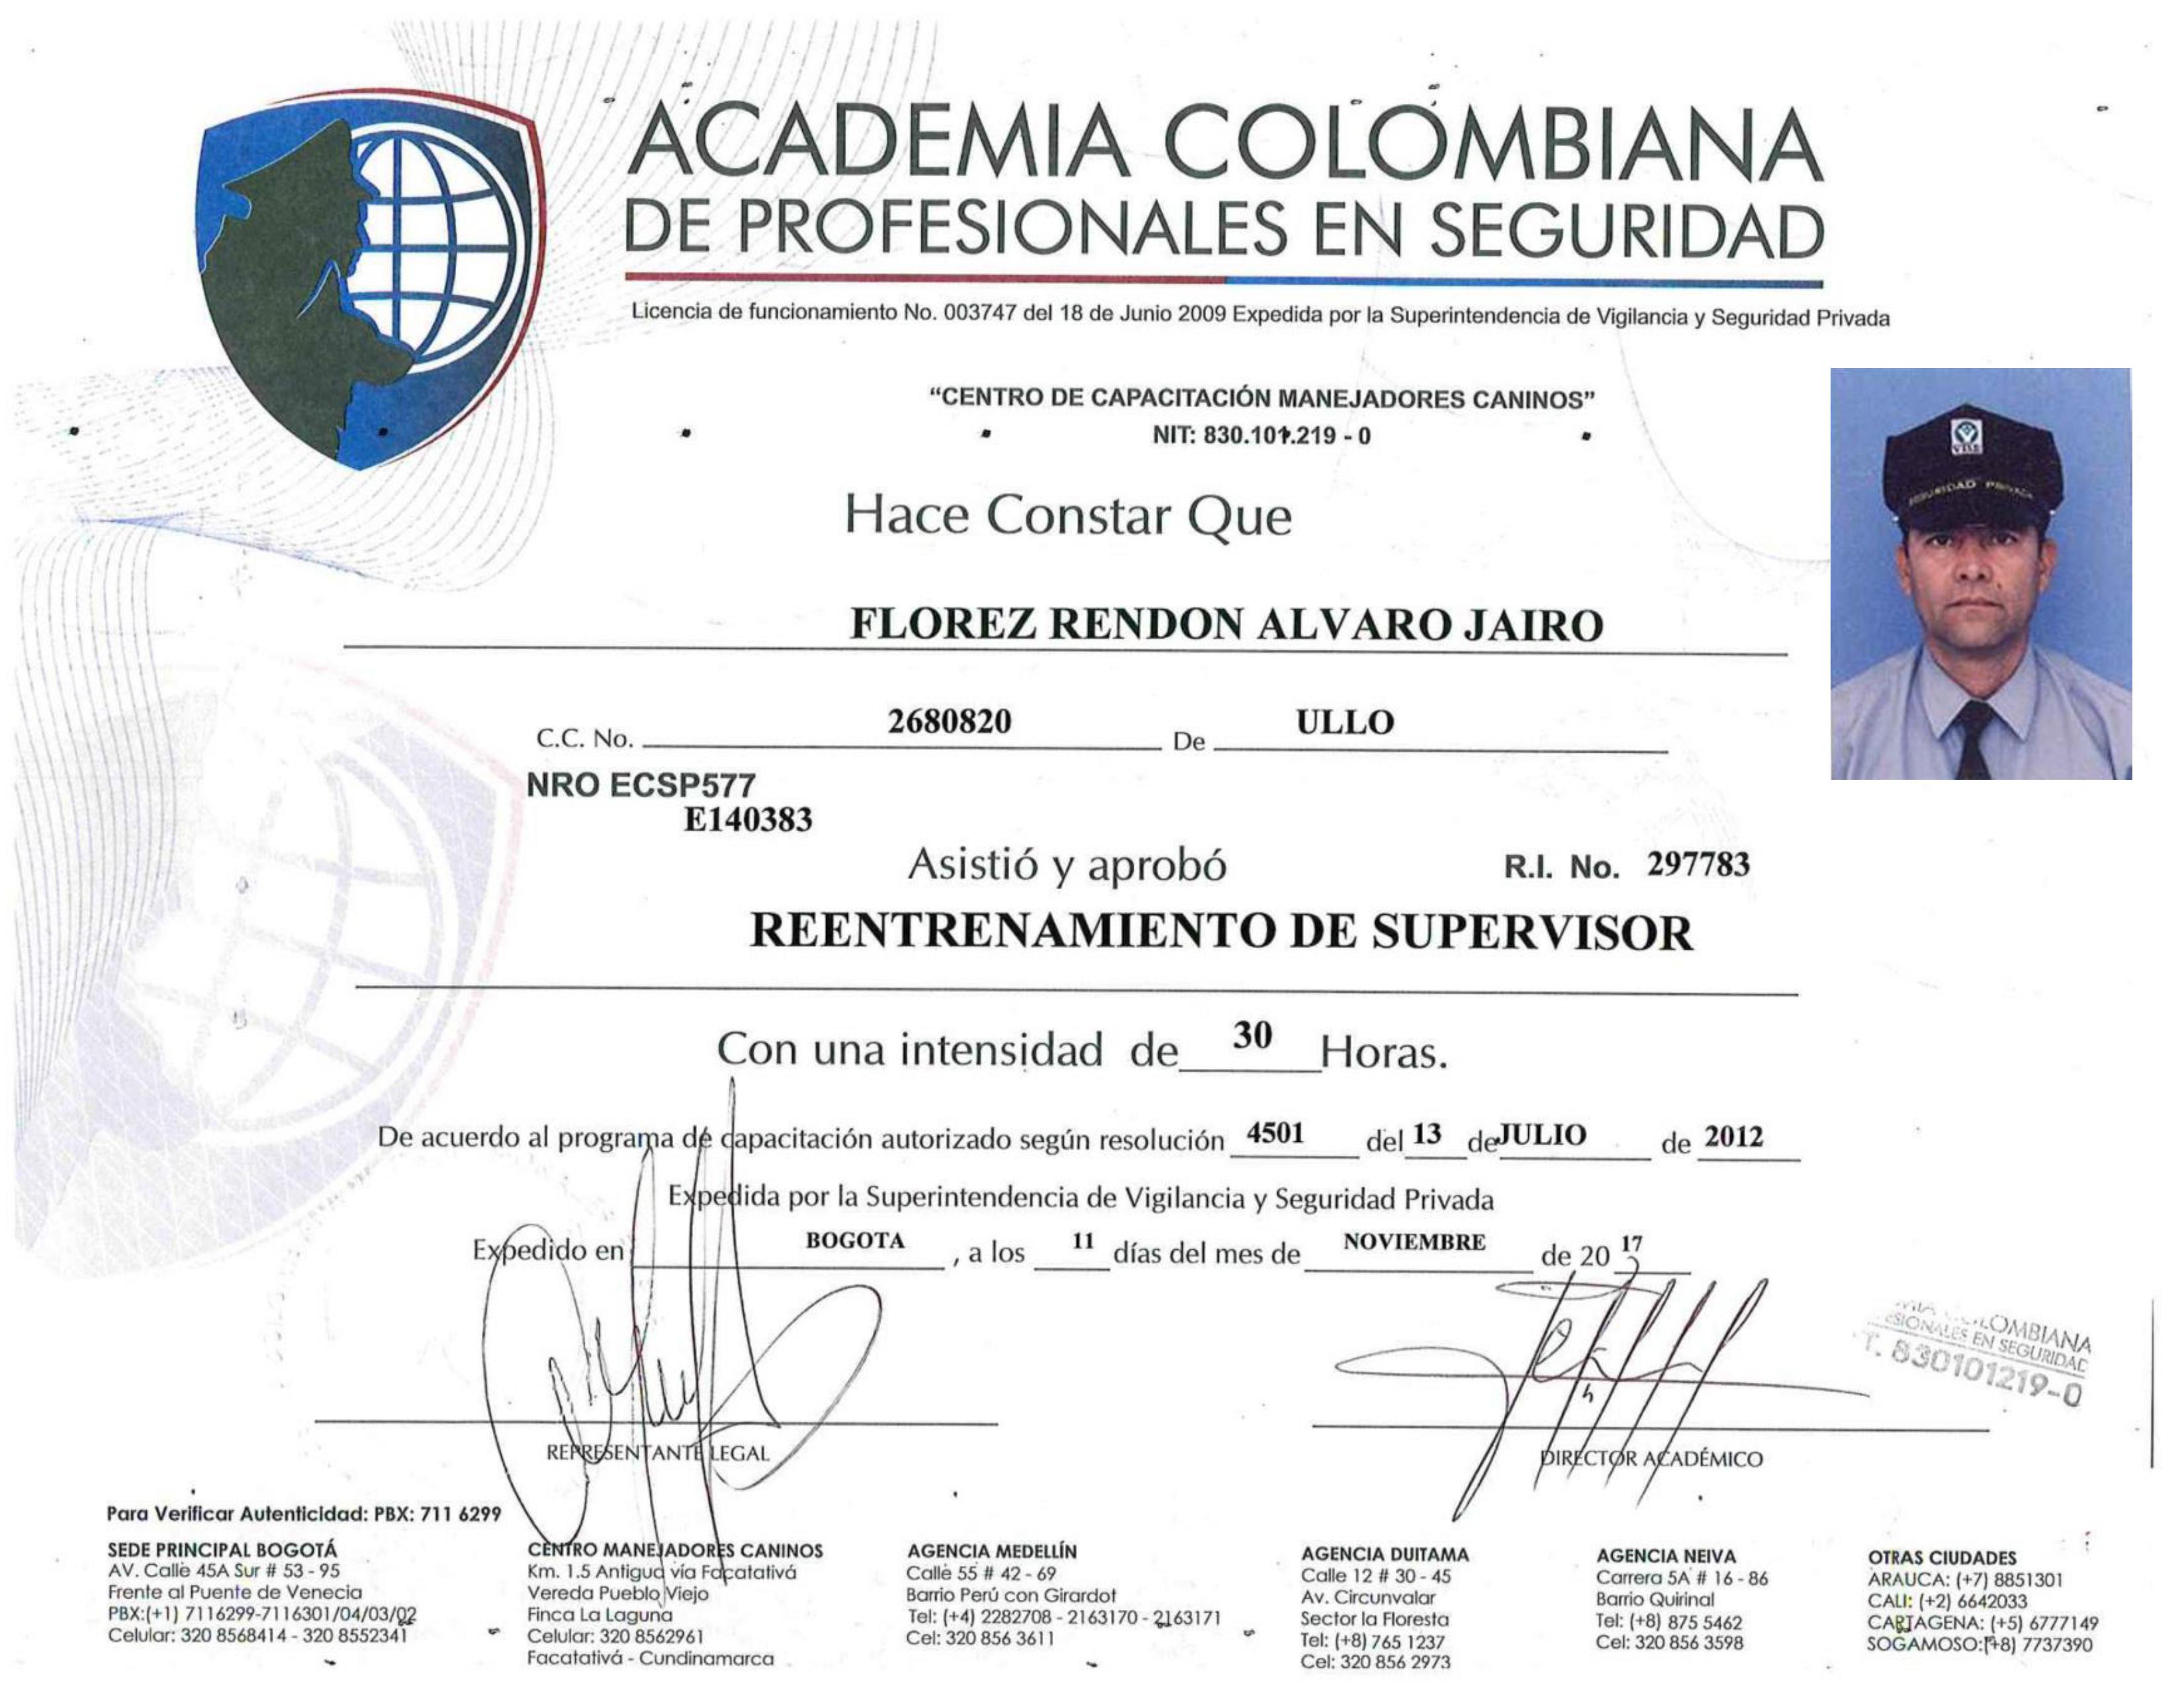 ACADEMIA COLOMBIANA
DE PROFESIONALES EN SEGURIDAD
Licencia de funcionamiento No. 003747 del 18 de Junio 2009 Expedida por la Superintendencia de Vigilancia y Seguridad Privada
“CENTRO DE CAPACITACIÓN MANEJADORES CANINOS”
NIT: 830.101.219 - 0
SEGURIDAD PRIVADA
Hace Constar Que
FLOREZ RENDON ALVARO JAIRO
C.C. No. 2680820 De ULLO
NRO ECSP577
E140383
Asistió y aprobó R.I. No. 297783
REENTRENAMIENTO DE SUPERVISOR
Con una intensidad de 30 Horas.
De acuerdo al programa de capacitación autorizado según resolución 4501 del 13 de JULIO de 2012
Expedida por la Superintendencia de Vigilancia y Seguridad Privada
Expedido en BOGOTA , a los 11 días del mes de NOVIEMBRE de 20 17
LOMBIANA
SIONALES EN SEGURIDAD
T. 830101219-0
REPRESENTANTE LEGAL
DIRECTOR ACADÉMICO
Para Verificar Autenticidad: PBX: 711 6299
SEDE PRINCIPAL BOGOTÁ
AV. Calle 45A Sur # 53 - 95
Frente al Puente de Venecia
PBX:(+1) 7116299-7116301/04/03/02
Celular: 320 8568414 - 320 8552341
CENTRO MANEJADORES CANINOS
Km. 1.5 Antigua vía Facatativá
Vereda Pueblo Viejo
Finca La Laguna
Celular: 320 8562961
Facatativá - Cundinamarca
AGENCIA MEDELLÍN
Calle 55 # 42 - 69
Barrio Perú con Girardot
Tel: (+4) 2282708 - 2163170 - 2163171
Cel: 320 856 3611
AGENCIA DUITAMA
Calle 12 # 30 - 45
Av. Circunvalar
Sector la Floresta
Tel: (+8) 765 1237
Cel: 320 856 2973
AGENCIA NEIVA
Carrera 5A # 16 - 86
Barrio Quirinal
Tel: (+8) 875 5462
Cel: 320 856 3598
OTRAS CIUDADES
ARAUCA: (+7) 8851301
CALI: (+2) 6642033
CARTAGENA: (+5) 6777149
SOGAMOSO:(+8) 7737390